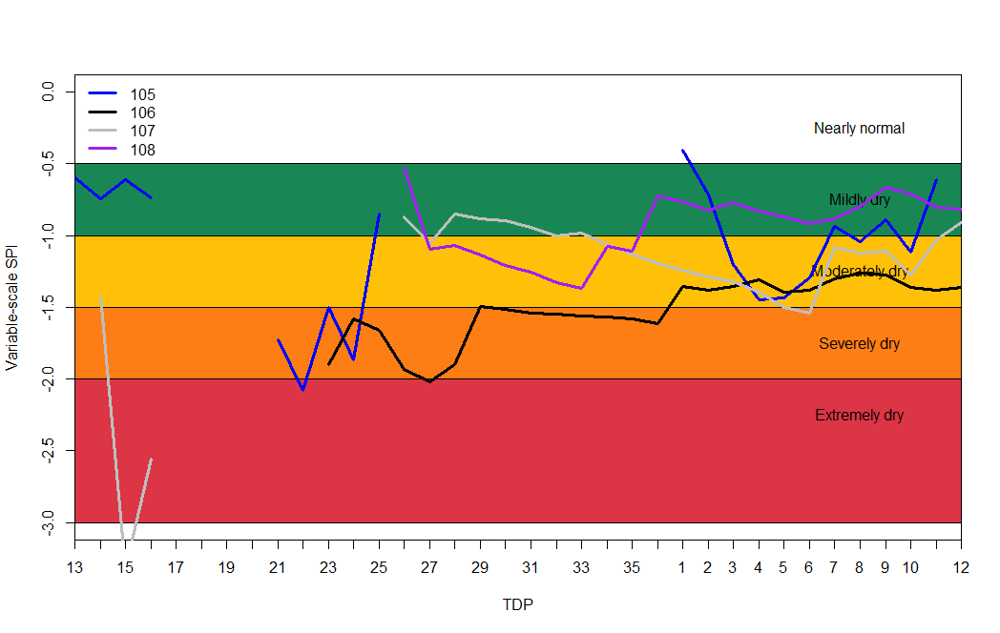 105
106
107
108
Nearly normal
Mildly dry
Moderately dry
Severely dry
Extremely dry
0.0
-0.5
-1.0
-1.5
-2.0
-2.5
-3.0
Variable-scale SPI
13 15 17 19 21 23 25 27 29 31 33 35 1 2 3 4 5 6 7 8 9 10 12
TDP